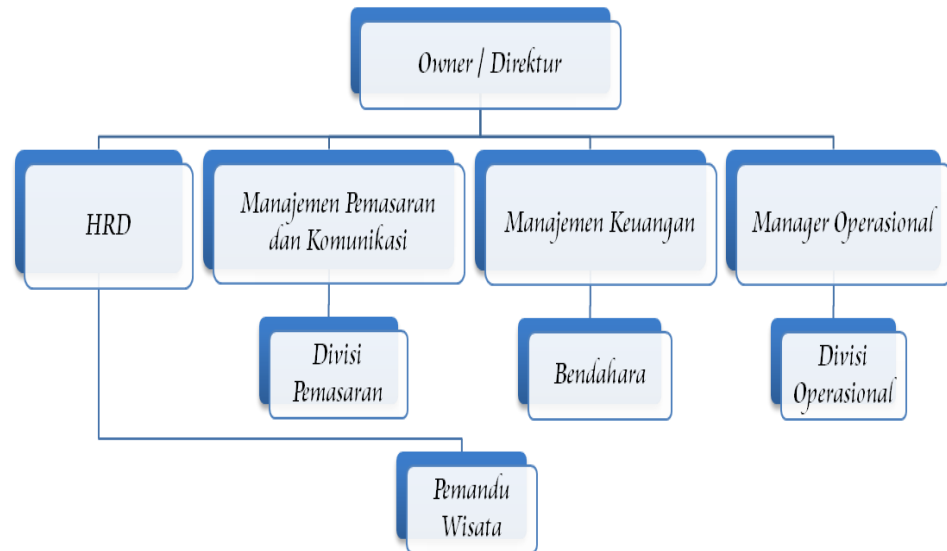 Owner / Direktur
HRD
Manajemen Pemasaran
dan Komunikasi
Manajemen Keuangan
Manager Operasional
Divisi
Pemasaran
Bendahara
Divisi
Operasional
Pemandu
Wisata